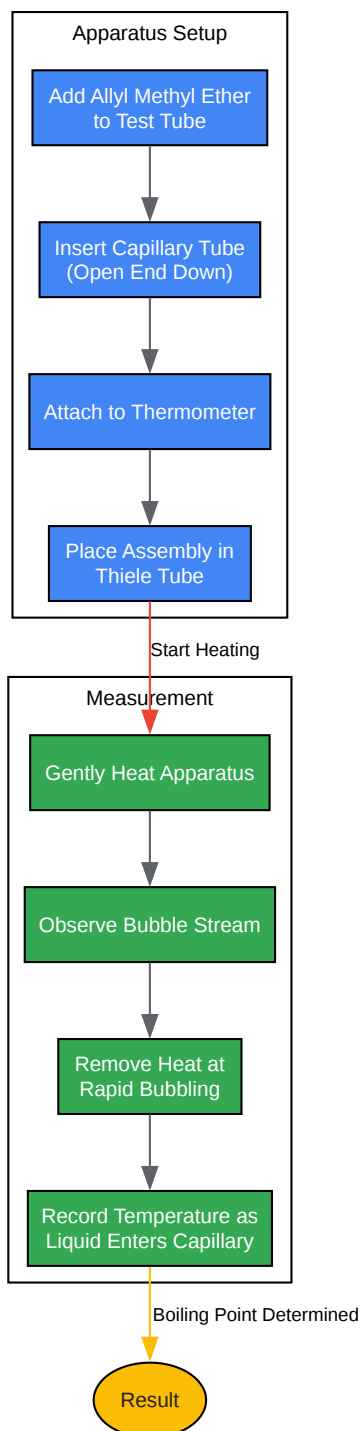 Apparatus Setup
Add Allyl Methyl Ether
to Test Tube
Insert Capillary Tube
(Open End Down)
Attach to Thermometer
Place Assembly in
Thiele Tube
Start Heating
Measurement
Gently Heat Apparatus
Observe Bubble Stream
Remove Heat at
Rapid Bubbling
Record Temperature as
Liquid Enters Capillary
Boiling Point Determined
Result